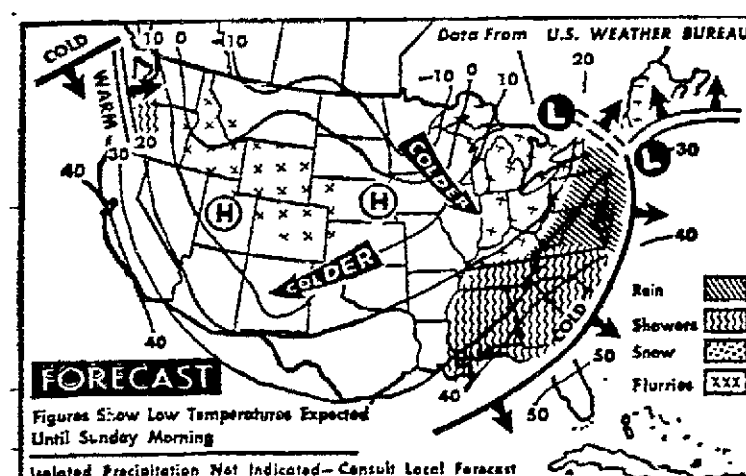 Data From U.S. WEATHER BUREAU
COLD
10 0 -10
-10 0 10 20
WARM
20
30
40
40
L
L
30
40
COLDER
H
H
COLDER
COLD
Rain
Showers
Snow
Flurries
50
50
40
FORECAST
Figures Show Low Temperatures Expected
Until Sunday Morning
Isolated Precipitation Not Indicated—Consult Local Forecast